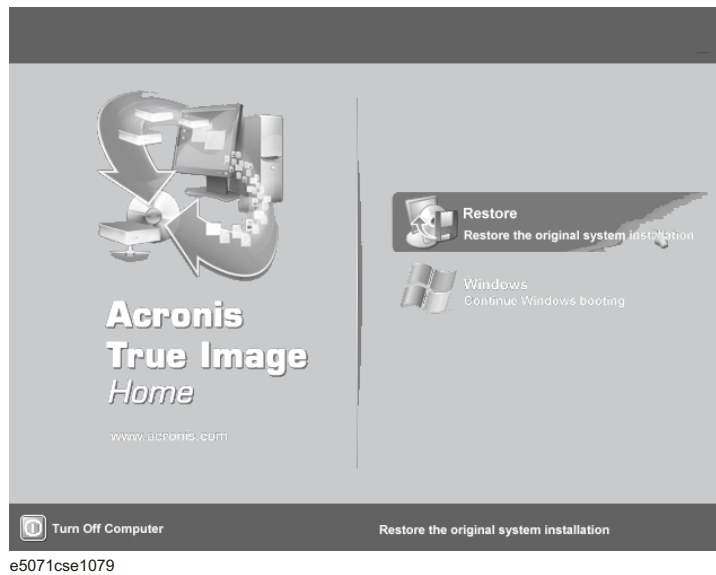 Acronis
True Image
Home
www.acronis.com
Restore
Restore the original system installation
Windows
Continue Windows booting
Turn Off Computer
Restore the original system installation
e5071cse1079